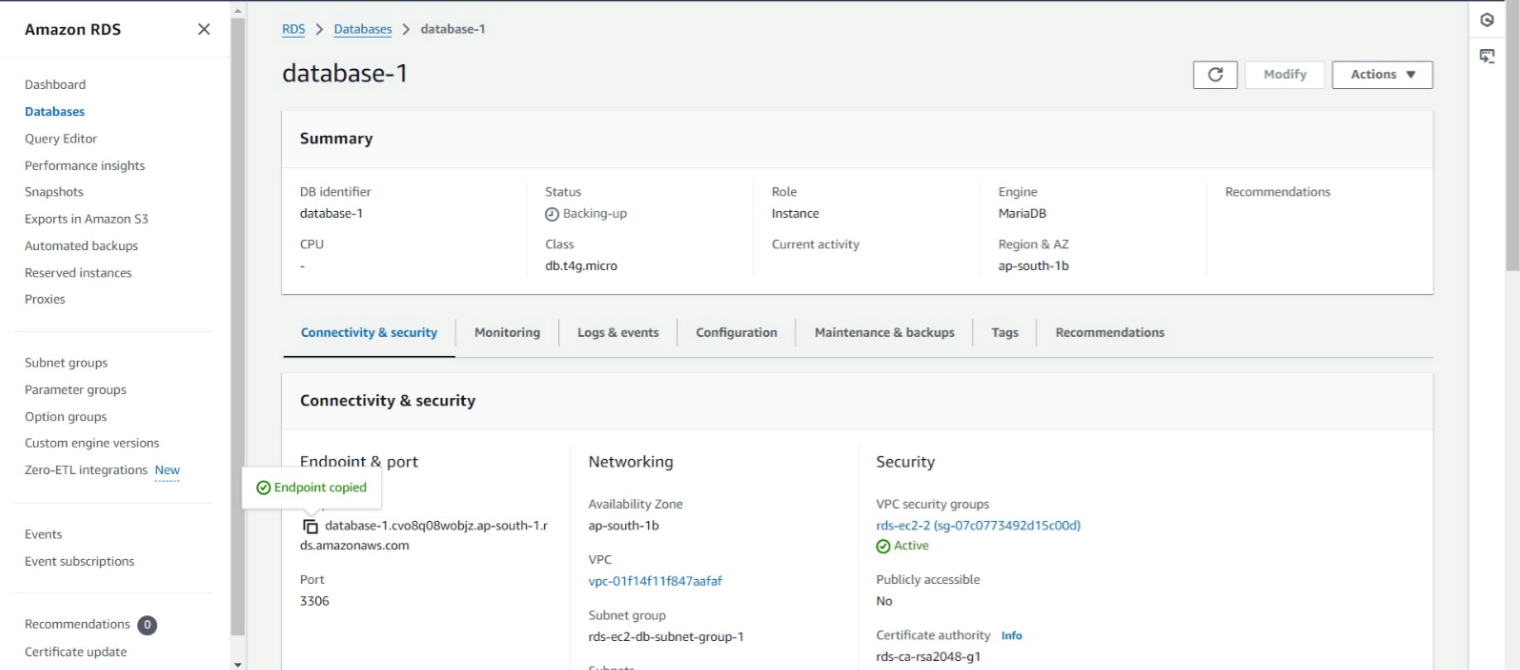 Amazon RDS
Dashboard
Databases
Query Editor
Performance insights
Snapshots
Exports in Amazon S3
Automated backups
Reserved instances
Proxies
Subnet groups
Parameter groups
Option groups
Custom engine versions
Zero-ETL integrations New
Events
Event subscriptions
Recommendations 0
Certificate update
RDS > Databases > database-1
database-1
Modify
Actions
Summary
DB identifier
database-1
CPU
-
Status
Backing-up
Class
db.t4g.micro
Role
Instance
Current activity
Engine
MariaDB
Region & AZ
ap-south-1b
Recommendations
Connectivity & security
Monitoring
Logs & events
Configuration
Maintenance & backups
Tags
Recommendations
Connectivity & security
Endpoint & port
Endpoint copied
database-1.cvo8q08wobjz.ap-south-1.r
ds.amazonaws.com
Port
3306
Networking
Availability Zone
ap-south-1b
VPC
vpc-01f14f11f847aafaf
Subnet group
rds-ec2-db-subnet-group-1
Subnets
Security
VPC security groups
rds-ec2-2 (sg-07c0773492d15c00d)
Active
Publicly accessible
No
Certificate authority Info
rds-ca-rsa2048-g1